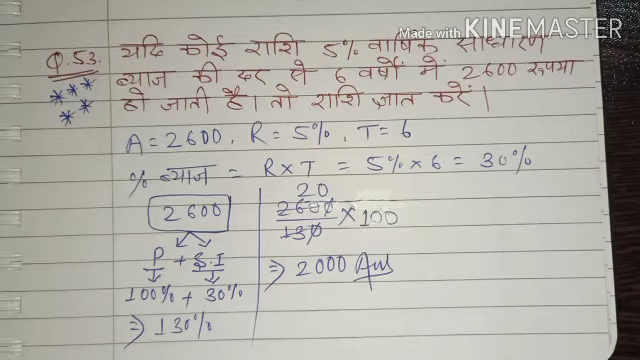 Made with KINEMASTER
Q.53. यदि कोई राशि 5% वार्षिक साधारण
*** ब्याज की दर से 6 वर्षों में 2600 रूपया
** हो जाती है। तो राशि ज्ञात करें।
A = 2600, R = 5%, T = 6
% ब्याज = R × T = 5% × 6 = 30%
2600
P + S.I
100% + 30%
⇒ 130%
20
2600/130 × 100
⇒ 2000 Ans